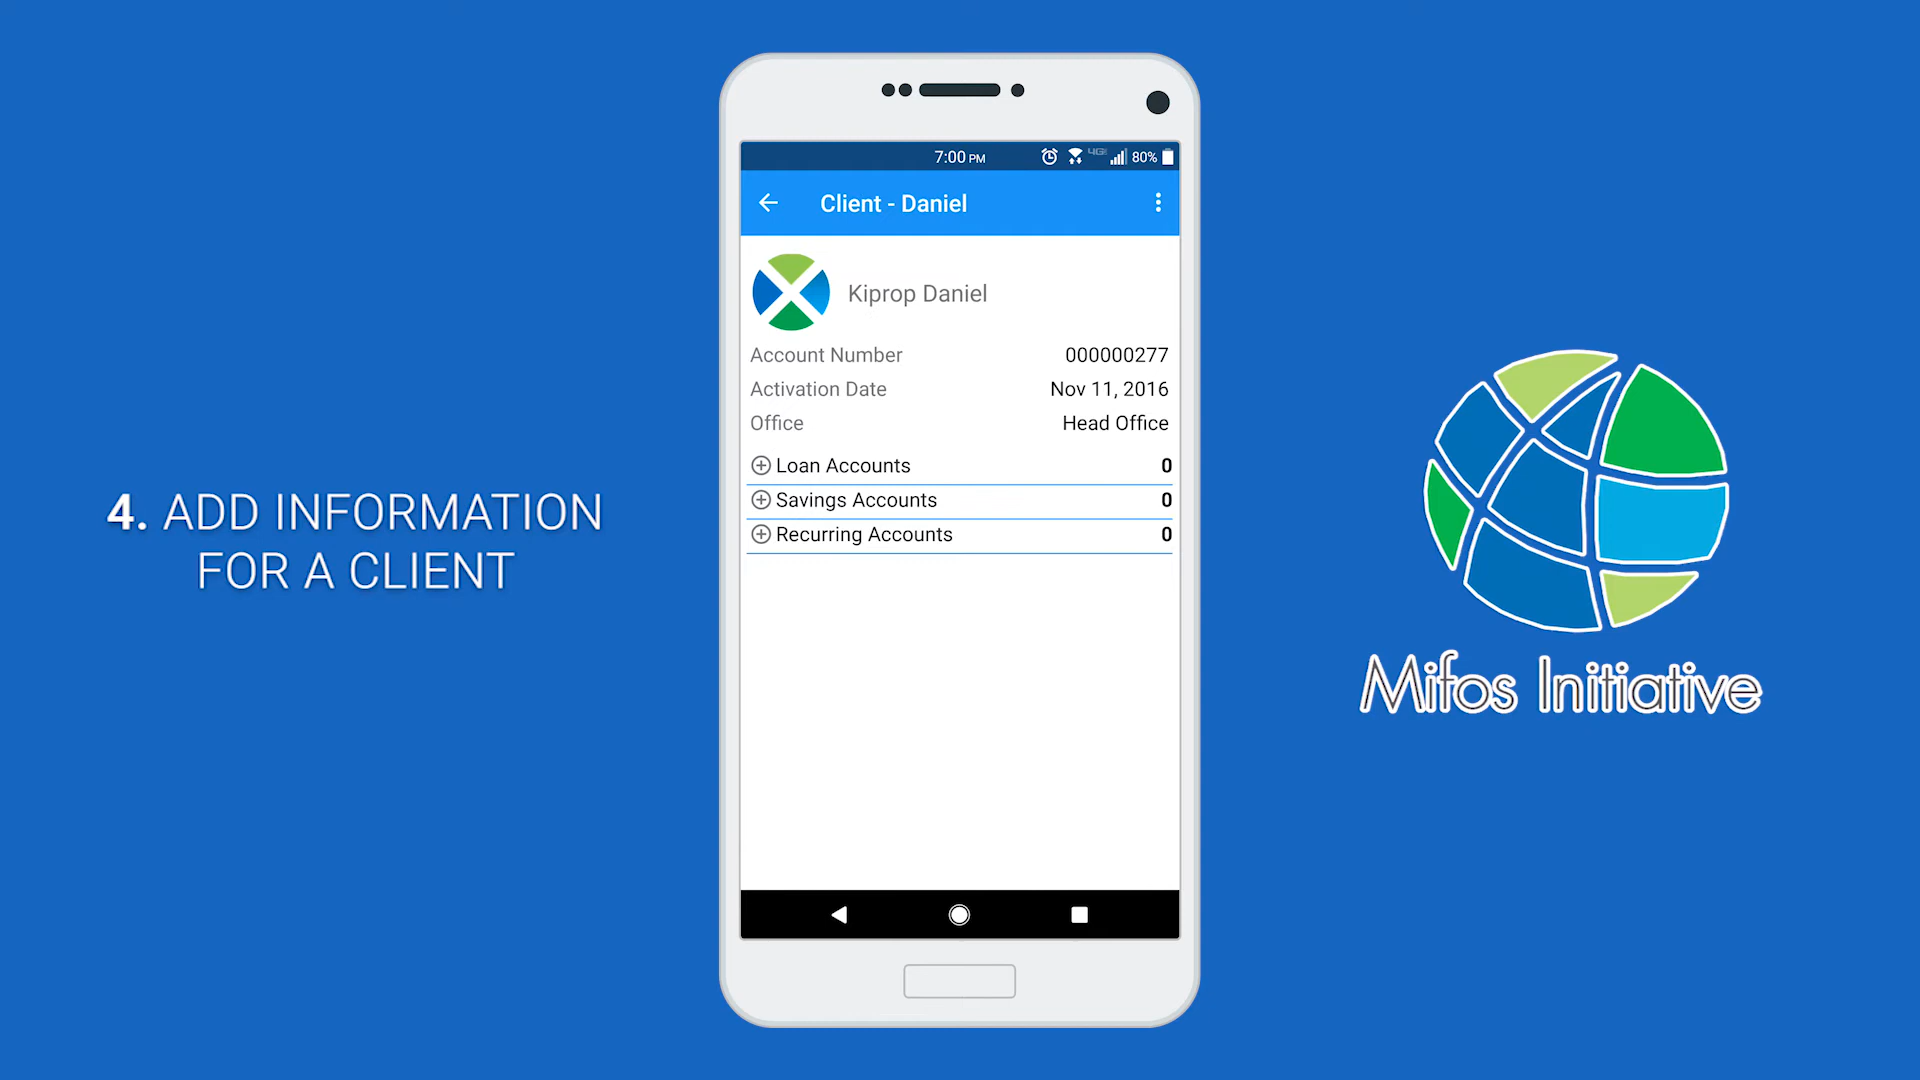 4. ADD INFORMATION
FOR A CLIENT
7:00 PM 4G 80%
Client - Daniel
Kiprop Daniel
Account Number 000000277
Activation Date Nov 11, 2016
Office Head Office
Loan Accounts 0
Savings Accounts 0
Recurring Accounts 0
Mifos Initiative